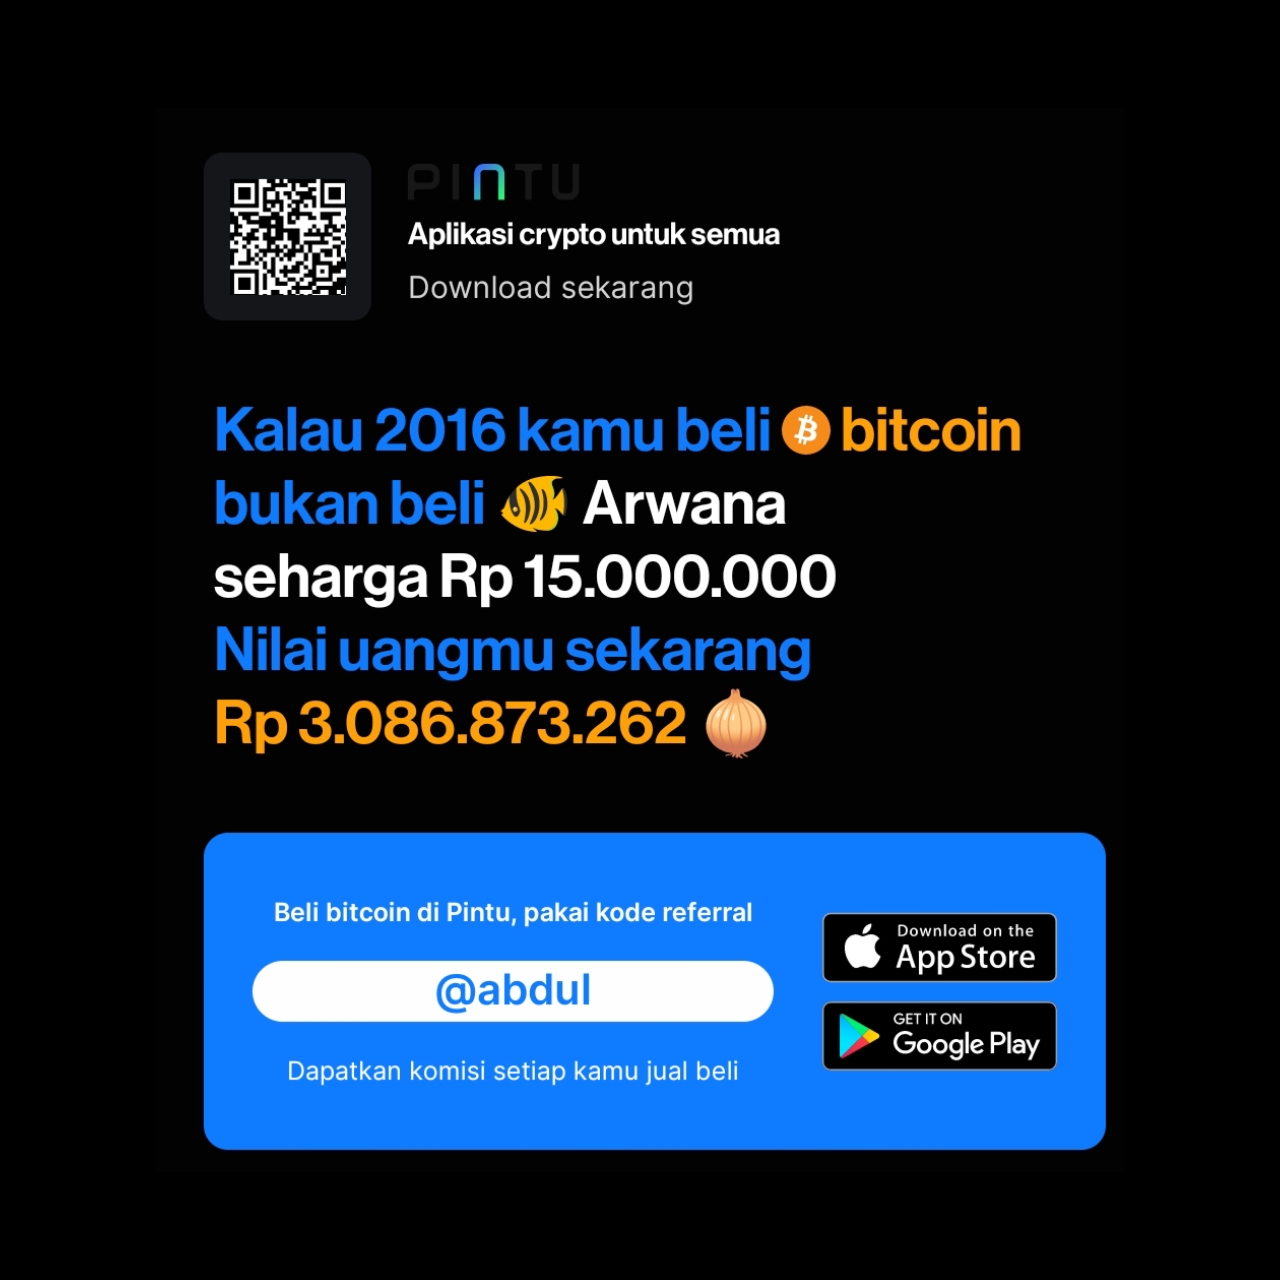 PINTU
Aplikasi crypto untuk semua
Download sekarang
Kalau 2016 kamu beli bitcoin
bukan beli Arwana
seharga Rp 15.000.000
Nilai uangmu sekarang
Rp 3.086.873.262
Beli bitcoin di Pintu, pakai kode referral
@abdul
Dapatkan komisi setiap kamu jual beli
Download on the
App Store
GET IT ON
Google Play